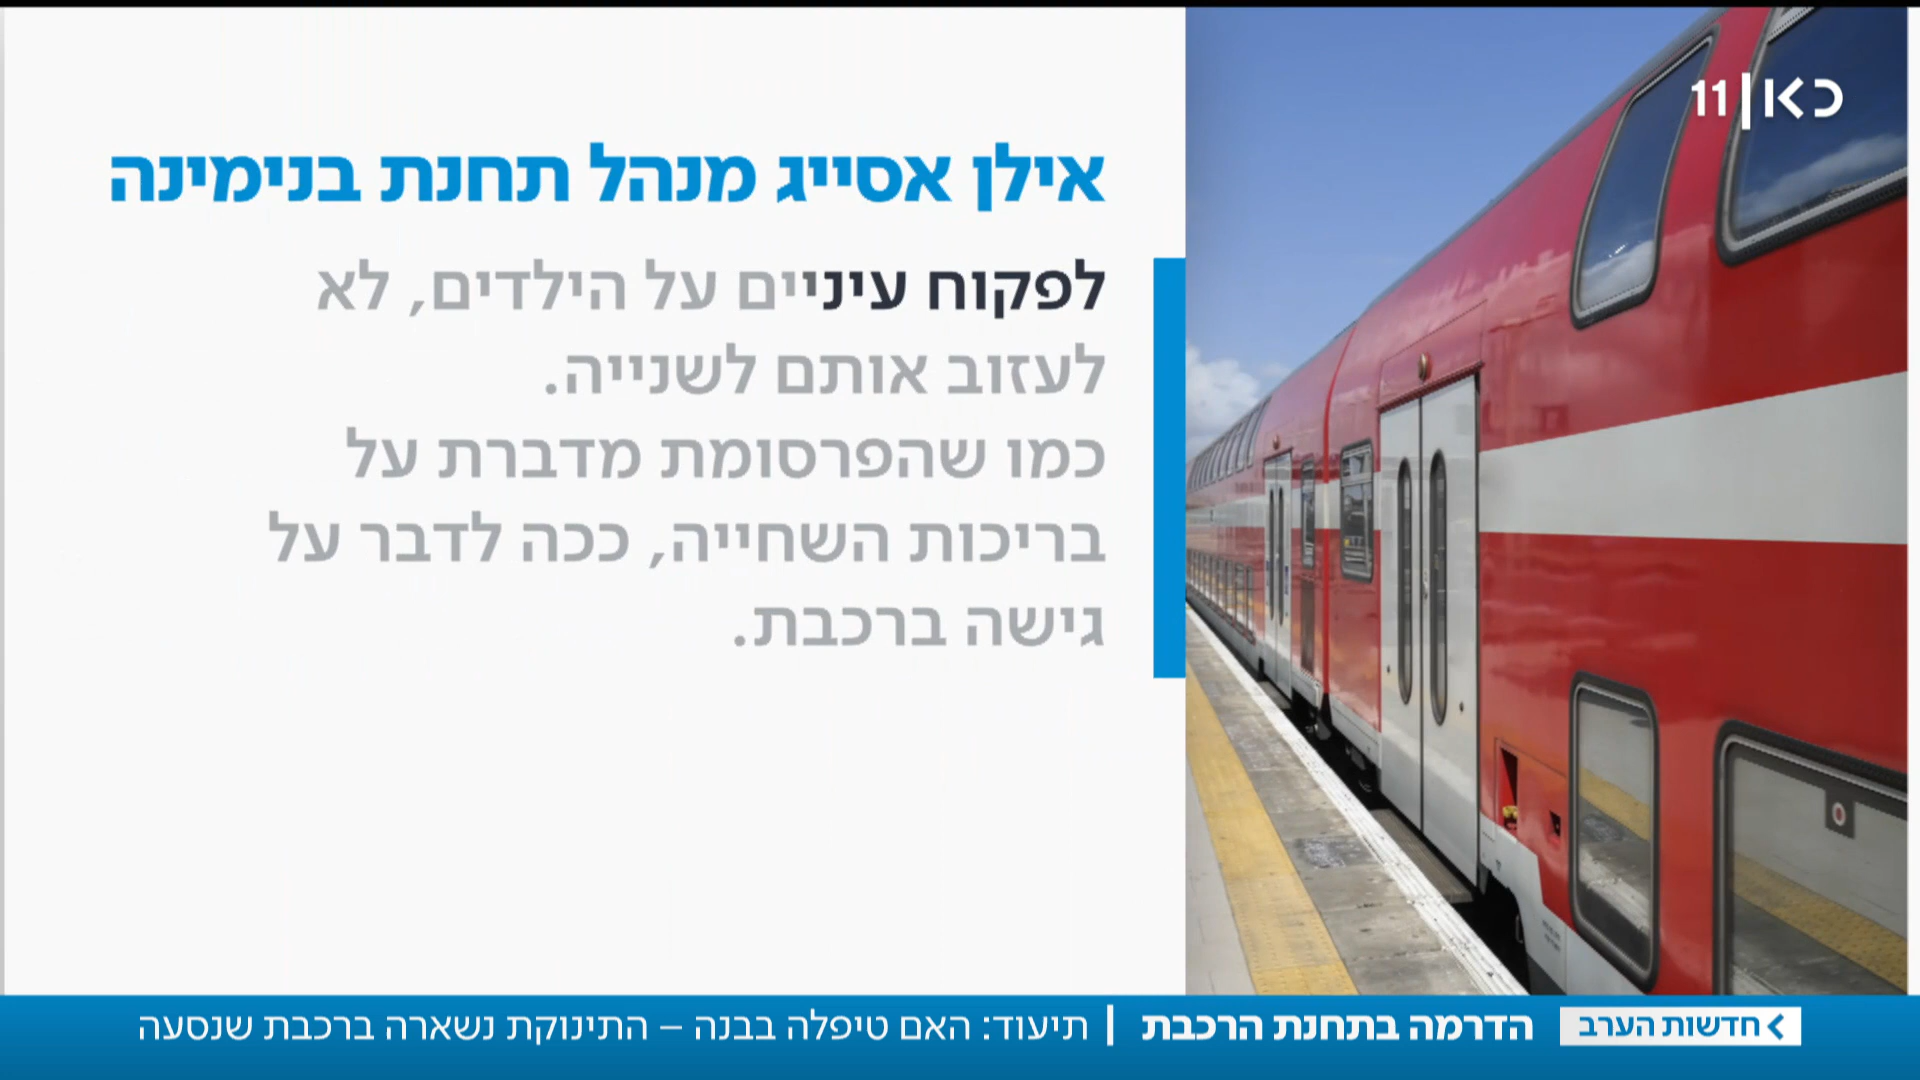 כאן 11
אילן אסייג מנהל תחנת בנימינה
לפקוח עיניים על הילדים, לא
לעזוב אותם לשנייה.
כמו שהפרסומת מדברת על
בריכות השחייה, ככה לדבר על
גישה ברכבת.
חדשות הערב
הדרמה בתחנת הרכבת | תיעוד: האם טיפלה בבנה – התינוקת נשארה ברכבת שנסעה